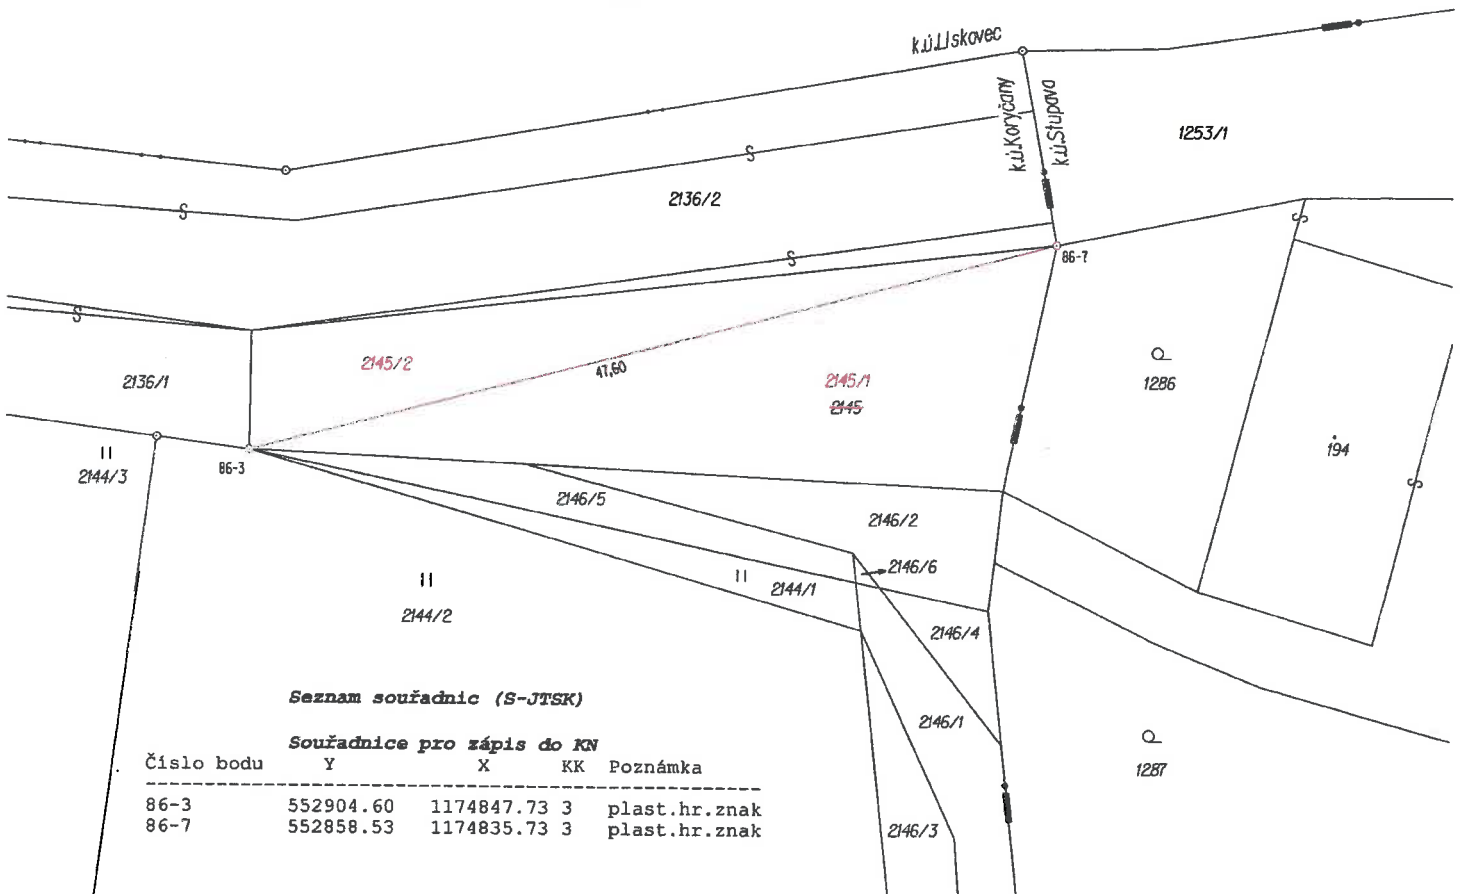 k.ú.Lískovec
k.ú.Koryčany
k.ú.Stupava
1253/1
2136/2
86-7
2136/1
2145/2
47,60
2145/1
2145
1286
194
2144/3
86-3
2146/5
2146/2
2146/6
2144/1
2144/2
2146/4
2146/1
1287
2146/3
Seznam souřadnic (S-JTSK)
Souřadnice pro zápis do KN
Číslo bodu Y X KK Poznámka
86-3 552904.60 1174847.73 3 plast.hr.znak
86-7 552858.53 1174835.73 3 plast.hr.znak